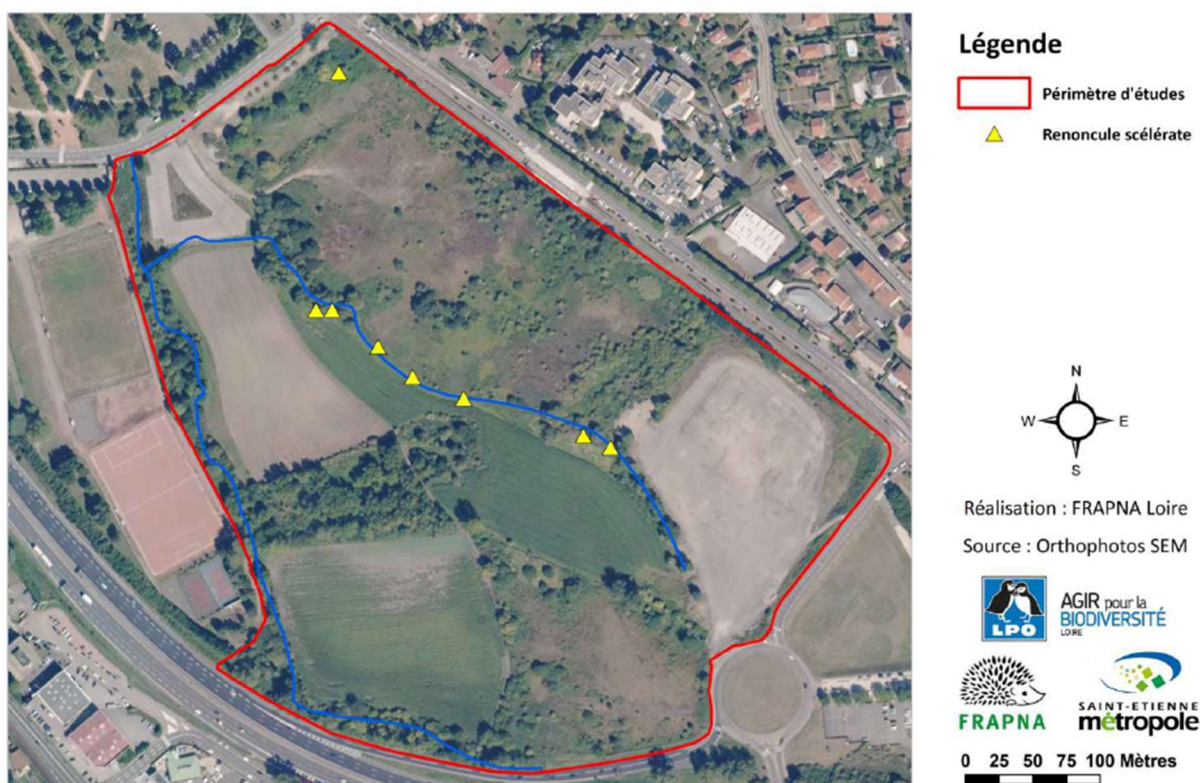 Légende
Périmètre d'études
Renoncule scélérate
N
W E
S
Réalisation : FRAPNA Loire
Source : Orthophotos SEM
LPO
AGIR pour la
BIODIVERSITÉ
LOIRE
FRAPNA
SAINT-ETIENNE
métropole
0 25 50 75 100 Mètres